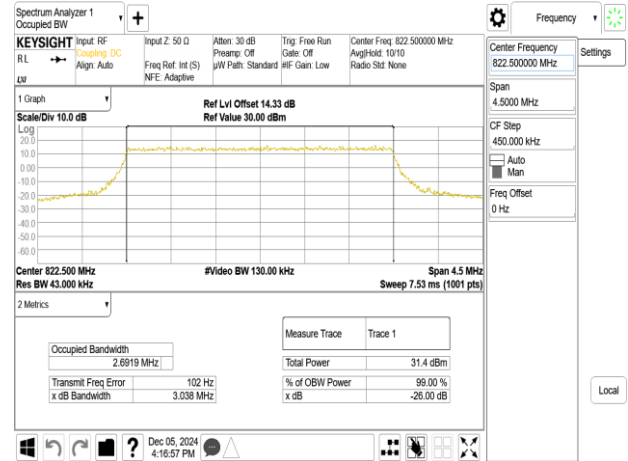 Spectrum Analyzer 1
Occupied BW
Frequency
KEYSIGHT
RL
LXI
Input: RF
Coupling: DC
Align: Auto
Input Z: 50 Ω
Freq Ref: Int (S)
NFE: Adaptive
Atten: 30 dB
Preamp: Off
µW Path: Standard
Trig: Free Run
Gate: Off
#IF Gain: Low
Center Freq: 822.500000 MHz
Avg|Hold: 10/10
Radio Std: None
Center Frequency
822.500000 MHz
Settings
Span
4.5000 MHz
CF Step
450.000 kHz
Auto
Man
Freq Offset
0 Hz
Local
1 Graph
Scale/Div 10.0 dB
Ref Lvl Offset 14.33 dB
Ref Value 30.00 dBm
Log
20.0
10.0
0.00
-10.0
-20.0
-30.0
-40.0
-50.0
-60.0
Center 822.500 MHz
#Video BW 130.00 kHz
Span 4.5 MHz
Res BW 43.000 kHz
Sweep 7.53 ms (1001 pts)
2 Metrics
Measure Trace Trace 1
Occupied Bandwidth
2.6919 MHz
Total Power 31.4 dBm
Transmit Freq Error 102 Hz
% of OBW Power 99.00 %
x dB Bandwidth 3.038 MHz
x dB -26.00 dB
?
Dec 05, 2024
4:16:57 PM